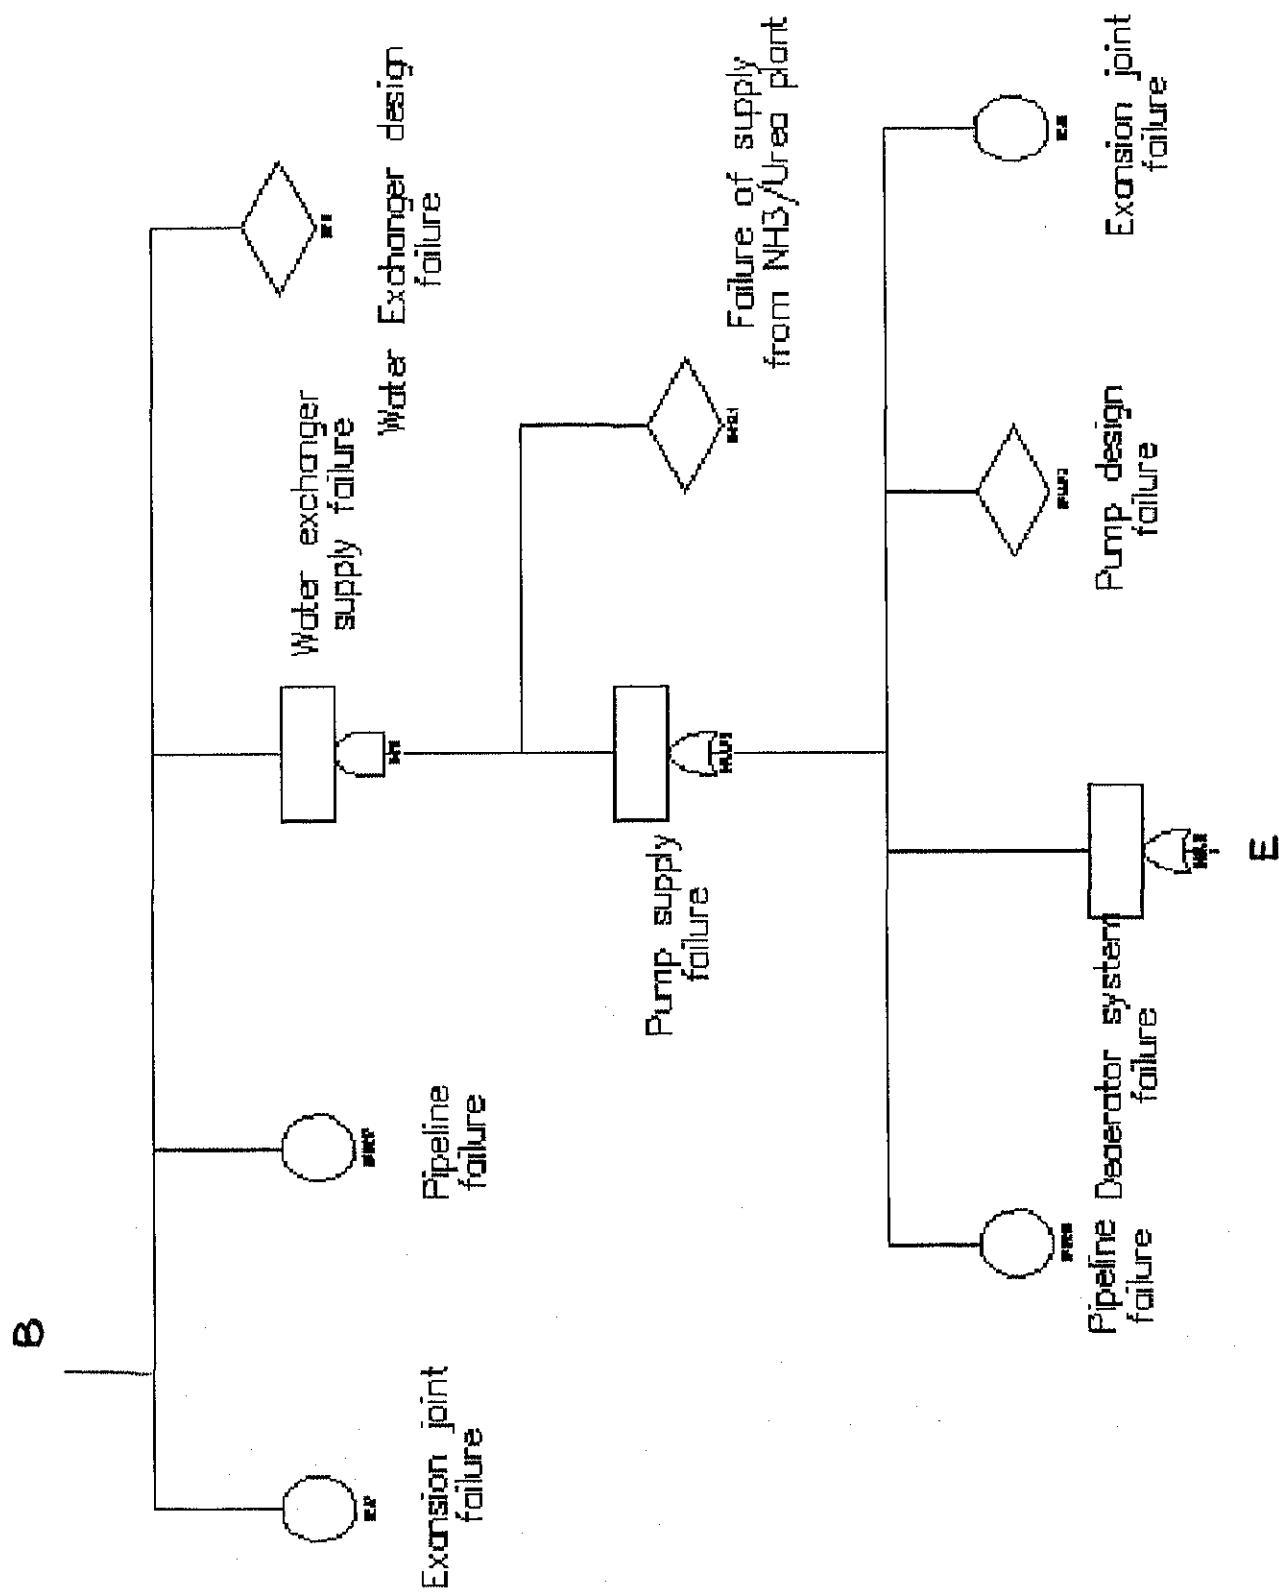 B
Exansion joint
failure
Pipeline
failure
Water exchanger
supply failure
Water Exchanger design
failure
Pump supply
failure
Failure of supply
from NH3/Urea plant
Pipeline
failure
Deaerator system
failure
Pump design
failure
Exansion joint
failure
E